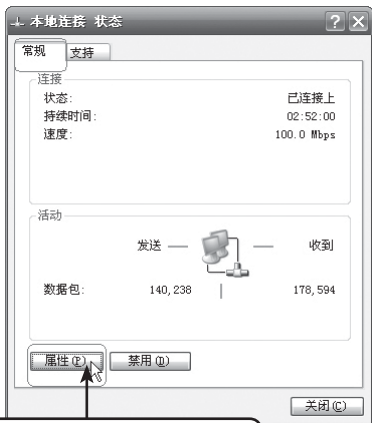 本地连接 状态
常规 支持
连接
状态: 已连接上
持续时间: 02:52:00
速度: 100.0 Mbps
活动
发送 — — 收到
数据包: 140,238 | 178,594
属性(P) 禁用(D)
关闭(C)